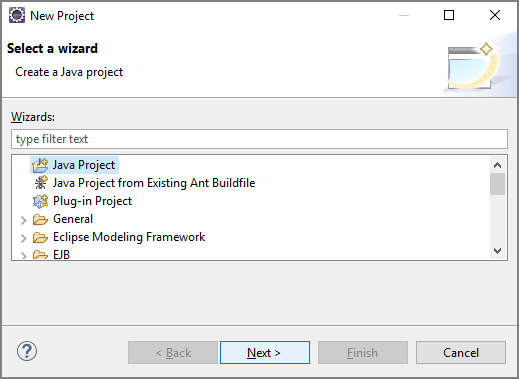 New Project
Select a wizard
Create a Java project
Wizards:
type filter text
Java Project
Java Project from Existing Ant Buildfile
Plug-in Project
General
Eclipse Modeling Framework
EJB
?
< Back
Next >
Finish
Cancel